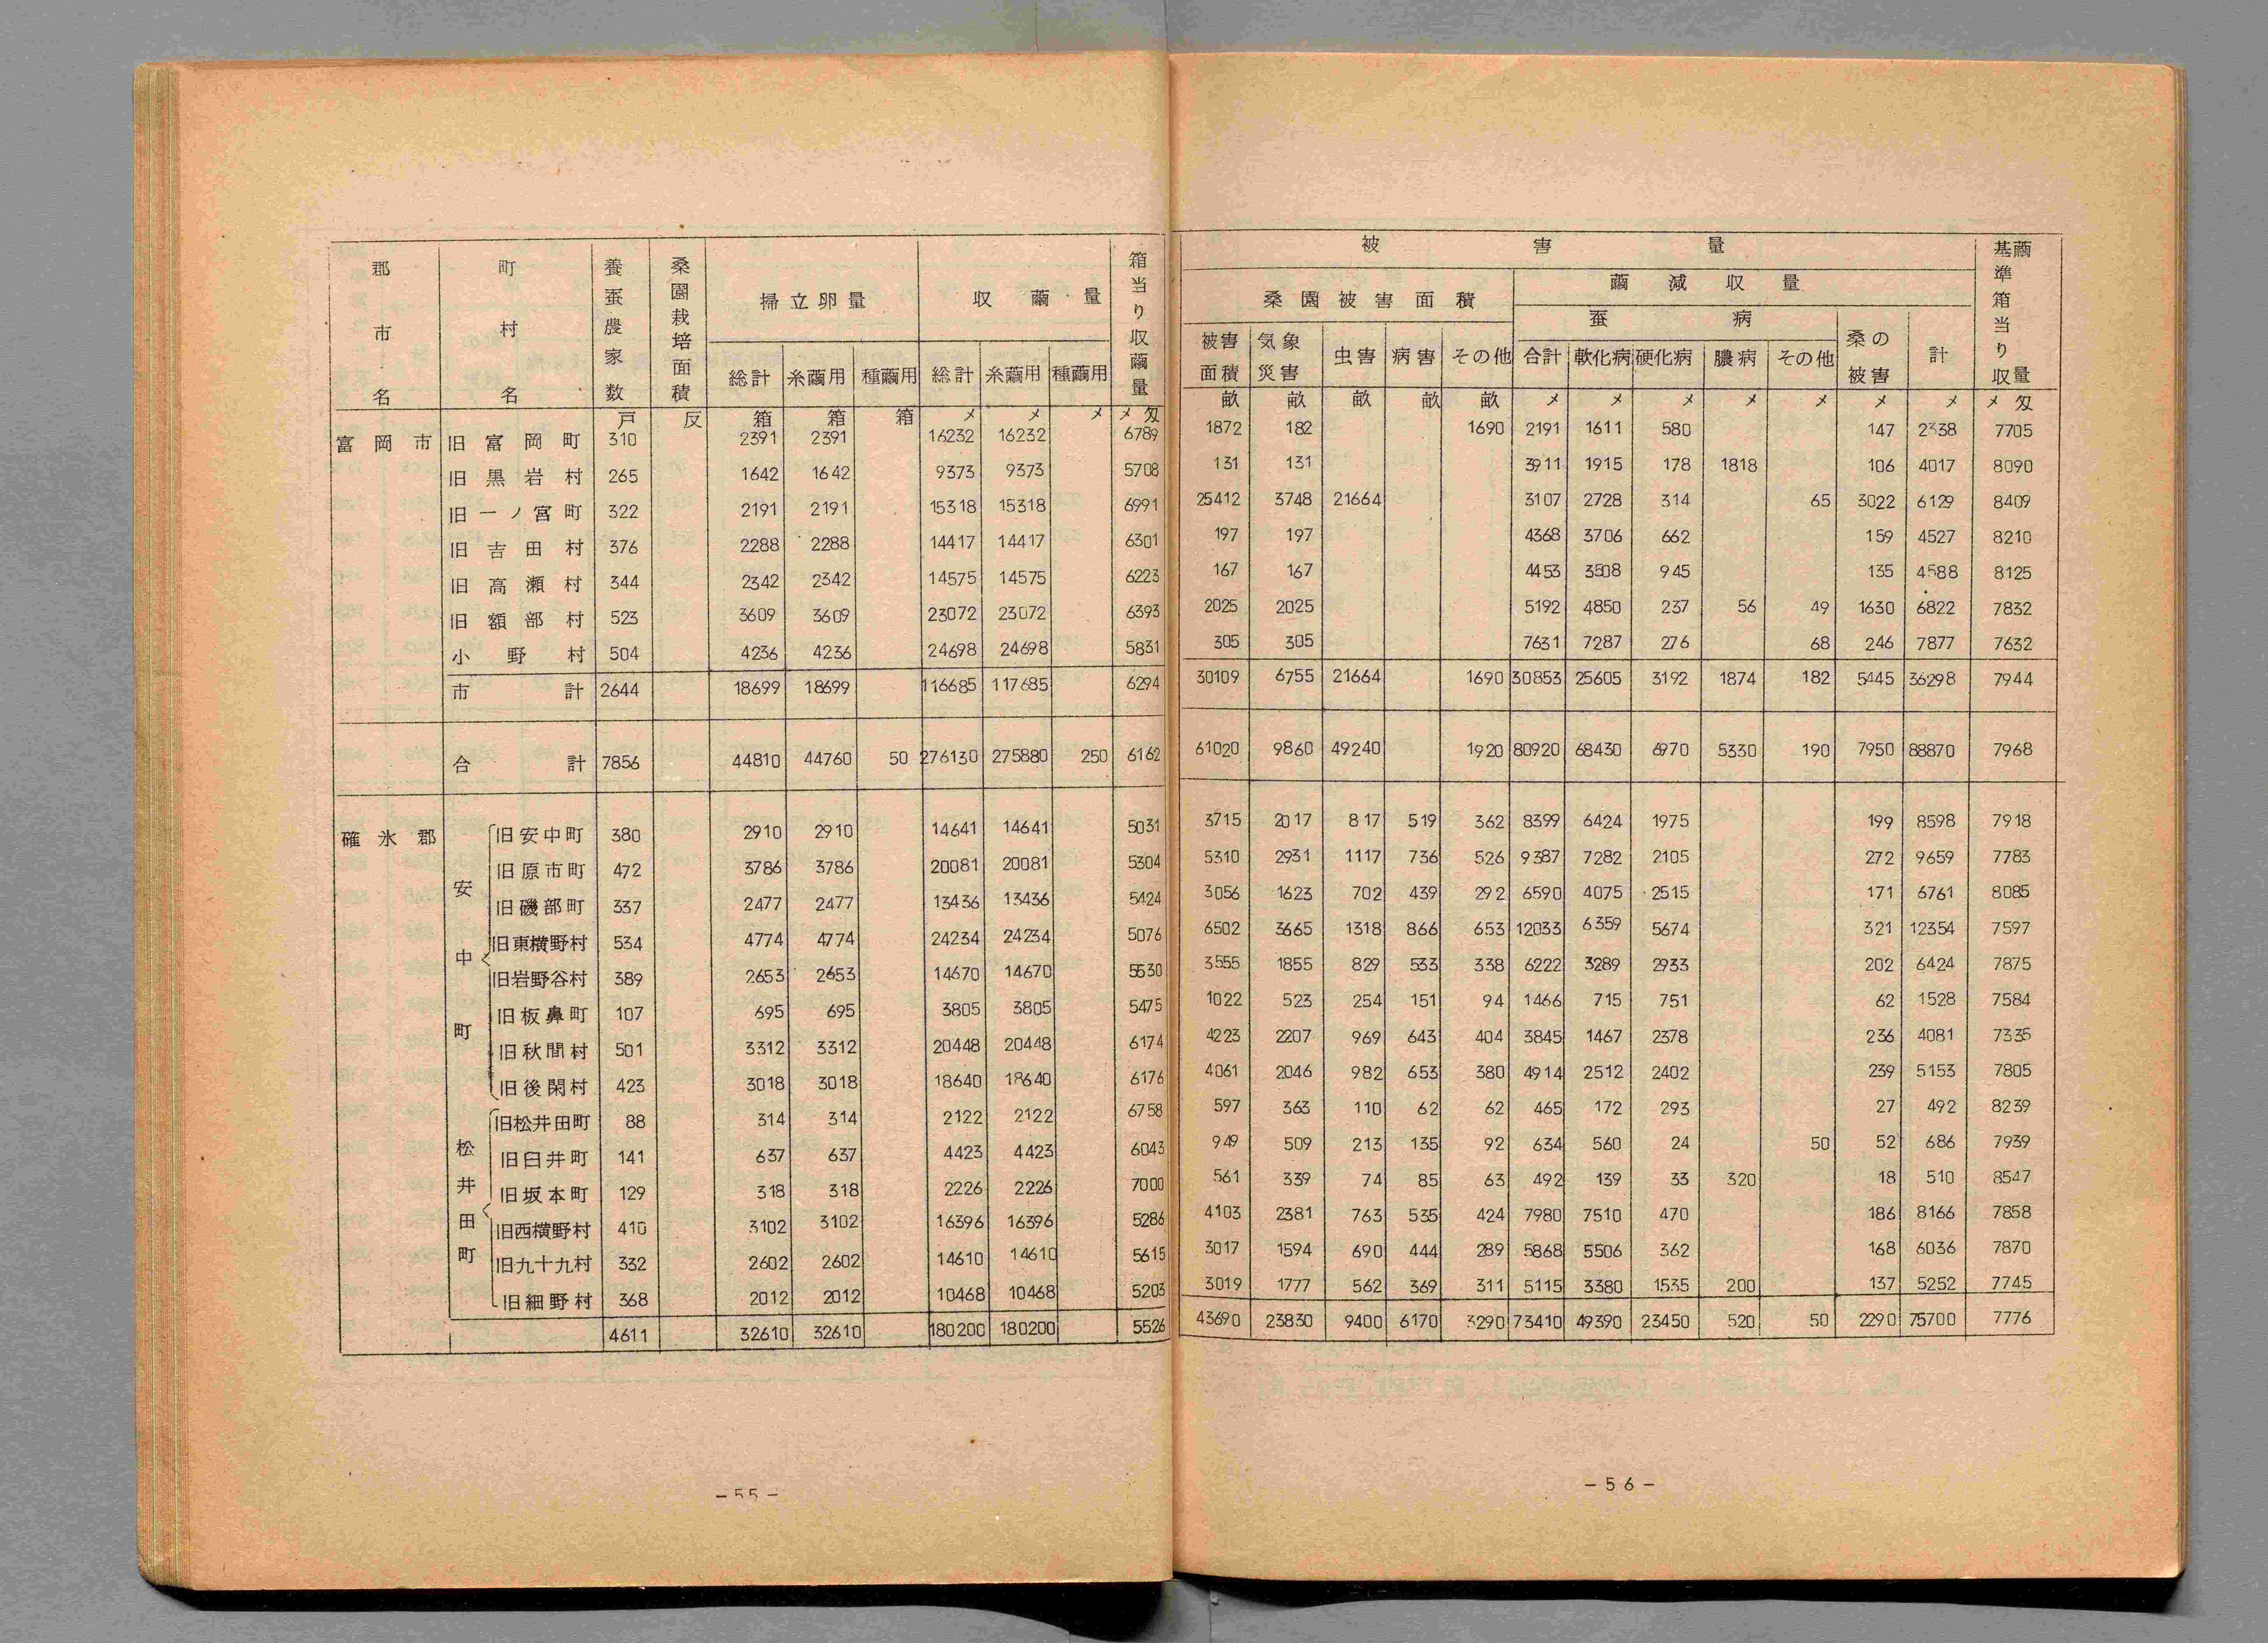 郡市名 町村名 養蚕農家数 桑園栽培面積 掃立卵量 収繭量 箱当り収繭量
総計 糸繭用 種繭用 総計 糸繭用 種繭用
戸 反 箱 箱 箱 〆 〆 〆 〆 匁
富岡市 旧富岡町 310 2391 2391 16232 16232 6789
旧黒岩村 265 1642 1642 9373 9373 5708
旧一ノ宮町 322 2191 2191 15318 15318 6991
旧吉田村 376 2288 2288 14417 14417 6301
旧高瀬村 344 2342 2342 14575 14575 6223
旧額部村 523 3609 3609 23072 23072 6393
小野村 504 4236 4236 24698 24698 5831
市計 2644 18699 18699 116685 117685 6294
合計 7856 44810 44760 50 276130 275880 250 6162
碓氷郡 安中町 旧安中町 380 2910 2910 14641 14641 5031
旧原市町 472 3786 3786 20081 20081 5304
旧磯部町 337 2477 2477 13436 13436 5424
旧東横野村 534 4774 4774 24234 24234 5076
旧岩野谷村 389 2653 2653 14670 14670 5530
旧板鼻町 107 695 695 3805 3805 5475
旧秋間村 501 3312 3312 20448 20448 6174
旧後閑村 423 3018 3018 18640 18640 6176
松井田町 旧松井田町 88 314 314 2122 2122 6758
旧臼井町 141 637 637 4423 4423 6043
旧坂本町 129 318 318 2226 2226 7000
旧西横野村 410 3102 3102 16396 16396 5286
旧九十九村 332 2602 2602 14610 14610 5615
旧細野村 368 2012 2012 10468 10468 5203
4611 32610 32610 180200 180200 5526
－55－
被害量 基準箱当り収繭量
桑園被害面積 繭減収量
蚕病 桑の被害 計
被害面積 気象災害 虫害 病害 その他 合計 軟化病 硬化病 膿病 その他
畝 畝 畝 畝 畝 〆 〆 〆 〆 〆 〆 〆 〆 匁
1872 182 1690 2191 1611 580 147 2338 7705
131 131 3911 1915 178 1818 106 4017 8090
25412 3748 21664 3107 2728 314 65 3022 6129 8409
197 197 4368 3706 662 159 4527 8210
167 167 4453 3508 945 135 4588 8125
2025 2025 5192 4850 237 56 49 1630 6822 7832
305 305 7631 7287 276 68 246 7877 7632
30109 6755 21664 1690 30853 25605 3192 1874 182 5445 36298 7944
61020 9860 49240 1920 80920 68430 6970 5330 190 7950 88870 7968
3715 2017 817 519 362 8399 6424 1975 199 8598 7918
5310 2931 1117 736 526 9387 7282 2105 272 9659 7783
3056 1623 702 439 292 6590 4075 2515 171 6761 8085
6502 3665 1318 866 653 12033 6359 5674 321 12354 7597
3555 1855 829 533 338 6222 3289 2933 202 6424 7875
1022 523 254 151 94 1466 715 751 62 1528 7584
4223 2207 969 643 404 3845 1467 2378 236 4081 7335
4061 2046 982 653 380 4914 2512 2402 239 5153 7805
597 363 110 62 62 465 172 293 27 492 8239
949 509 213 135 92 634 560 24 50 52 686 7939
561 339 74 85 63 492 139 33 320 18 510 8547
4103 2381 763 535 424 7980 7510 470 186 8166 7858
3017 1594 690 444 289 5868 5506 362 168 6036 7870
3019 1777 562 369 311 5115 3380 1535 200 137 5252 7745
43690 23830 9400 6170 3290 73410 49390 23450 520 50 2290 75700 7776
－56－